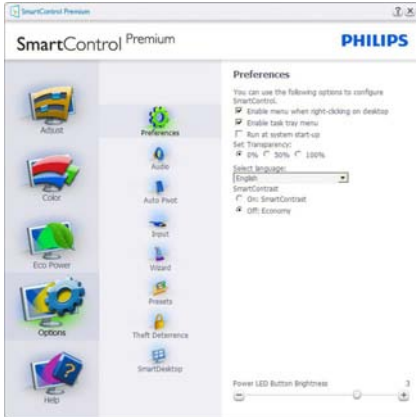 SmartControl Premium
? x
SmartControl Premium
PHILIPS
Adjust
Color
Eco Power
Options
Help
Preferences
Audio
Auto Pivot
Input
Wizard
Presets
Theft Deterrence
SmartDesktop
Preferences
You can use the following options to configure
SmartControl.
Enable menu when right-clicking on desktop
Enable task tray menu
Run at system start-up
Set Transparency:
0% 50% 100%
Select language:
English
SmartContrast
On: SmartContrast
Off: Economy
Power LED Button Brightness 3